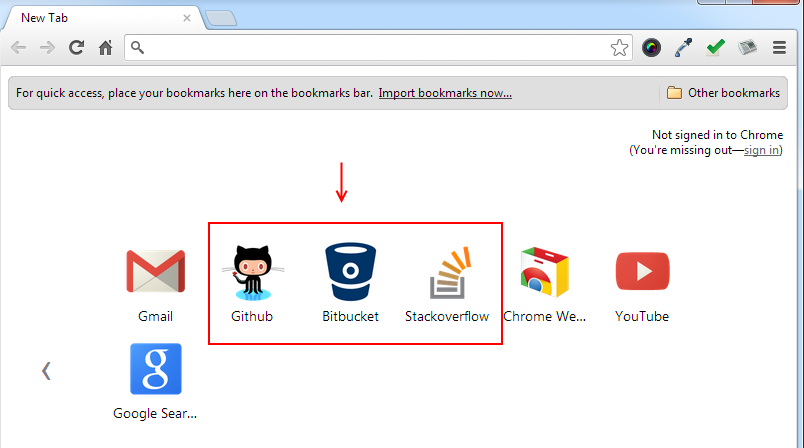 New Tab
For quick access, place your bookmarks here on the bookmarks bar. Import bookmarks now... Other bookmarks
Not signed in to Chrome
(You're missing out—sign in)
Gmail Github Bitbucket Stackoverflow Chrome We... YouTube
g
Google Sear...